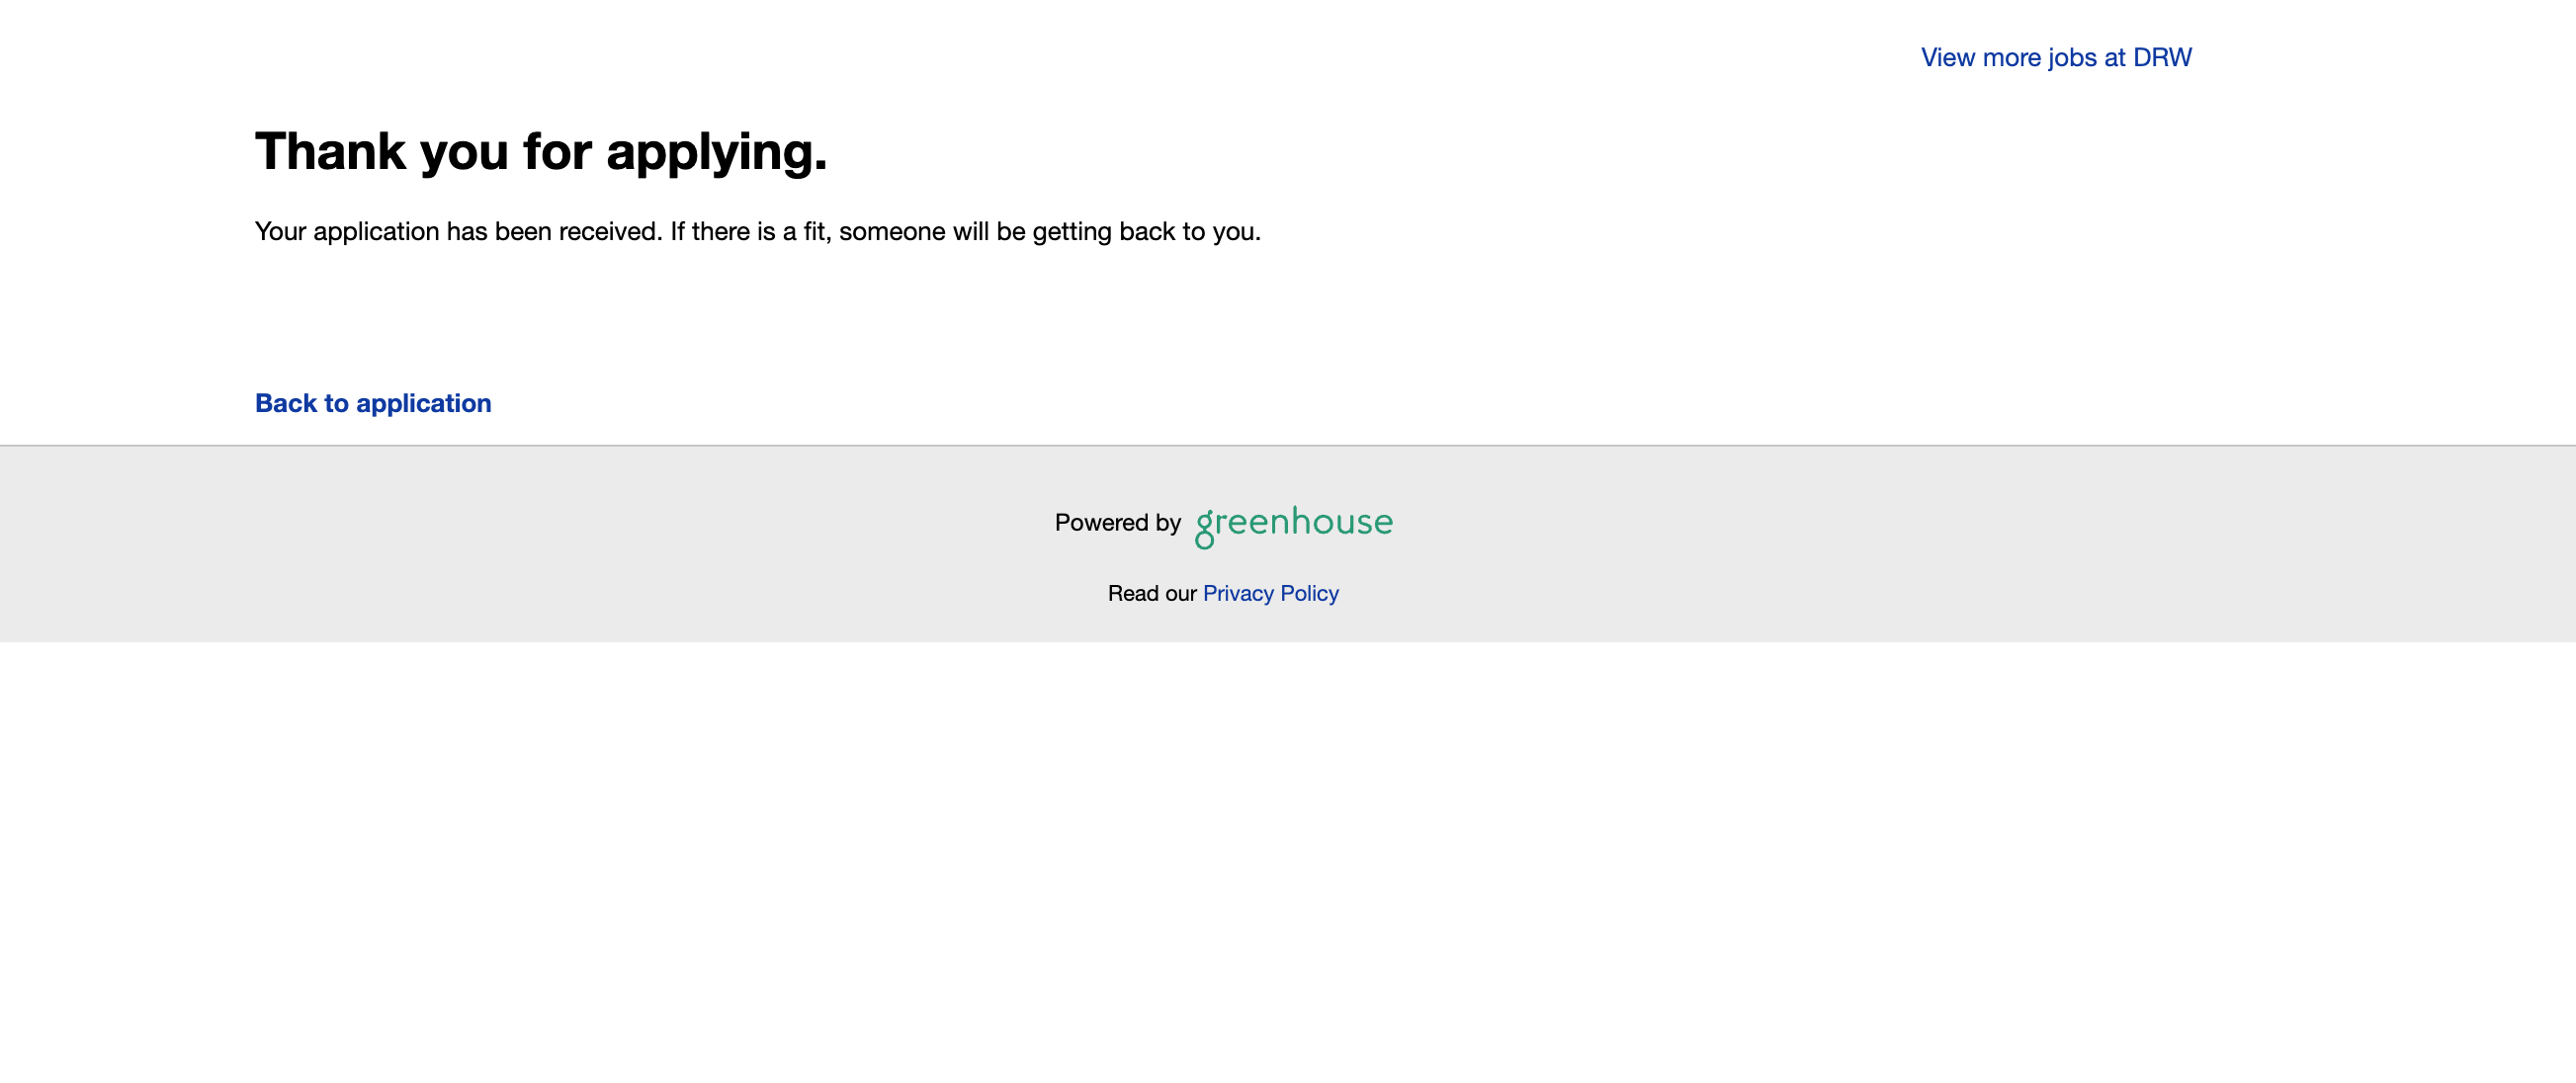 View more jobs at DRW
Thank you for applying.
Your application has been received. If there is a fit, someone will be getting back to you.
Back to application
Powered by greenhouse
Read our Privacy Policy